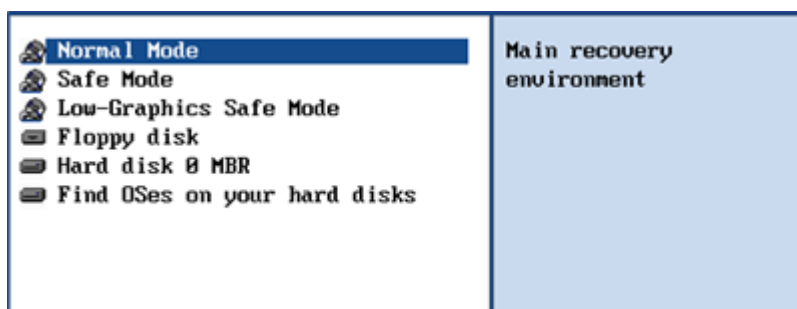 Normal Mode
Safe Mode
Low-Graphics Safe Mode
Floppy disk
Hard disk 0 MBR
Find OSes on your hard disks
Main recovery
environment